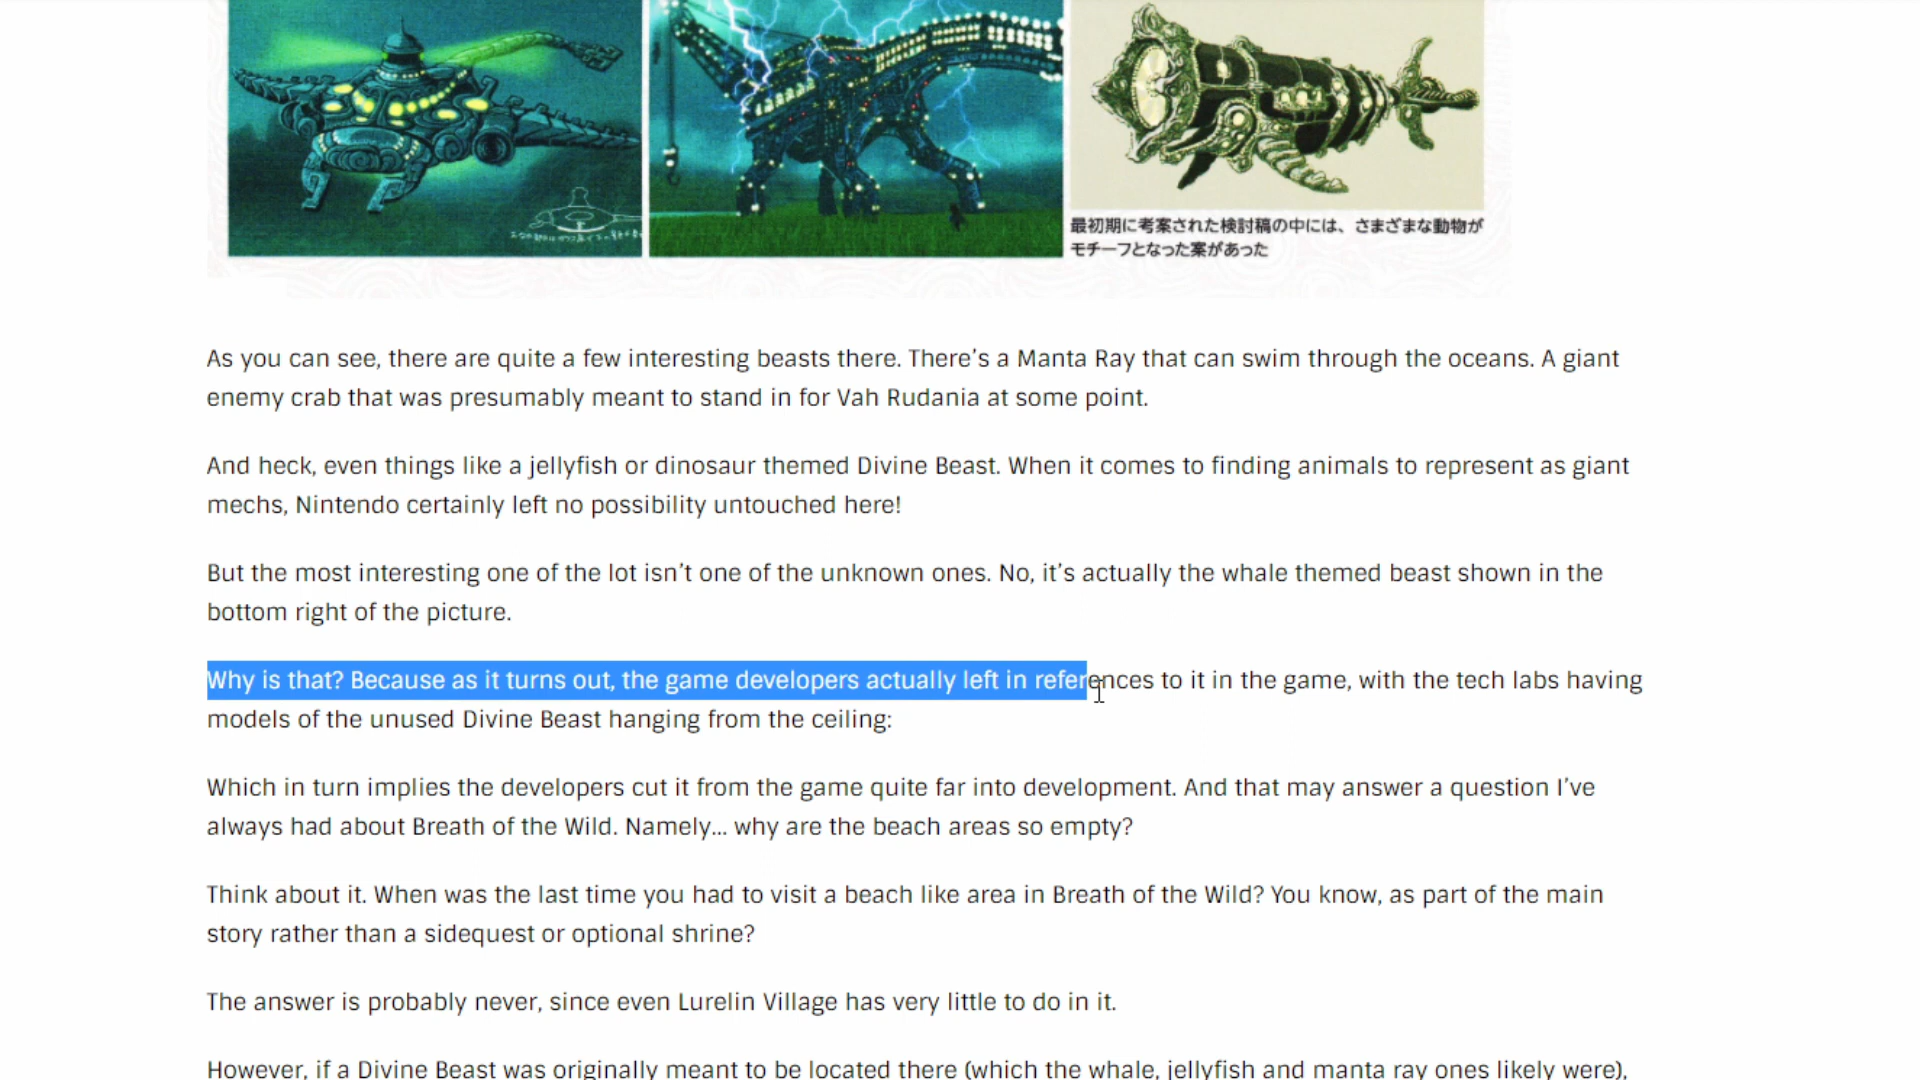 最初期に考案された検討稿の中には、さまざまな動物が
モチーフとなった案があった
As you can see, there are quite a few interesting beasts there. There’s a Manta Ray that can swim through the oceans. A giant
enemy crab that was presumably meant to stand in for Vah Rudania at some point.
And heck, even things like a jellyfish or dinosaur themed Divine Beast. When it comes to finding animals to represent as giant
mechs, Nintendo certainly left no possibility untouched here!
But the most interesting one of the lot isn’t one of the unknown ones. No, it’s actually the whale themed beast shown in the
bottom right of the picture.
Why is that? Because as it turns out, the game developers actually left in references to it in the game, with the tech labs having
models of the unused Divine Beast hanging from the ceiling:
Which in turn implies the developers cut it from the game quite far into development. And that may answer a question I’ve
always had about Breath of the Wild. Namely… why are the beach areas so empty?
Think about it. When was the last time you had to visit a beach like area in Breath of the Wild? You know, as part of the main
story rather than a sidequest or optional shrine?
The answer is probably never, since even Lurelin Village has very little to do in it.
However, if a Divine Beast was originally meant to be located there (which the whale, jellyfish and manta ray ones likely were),